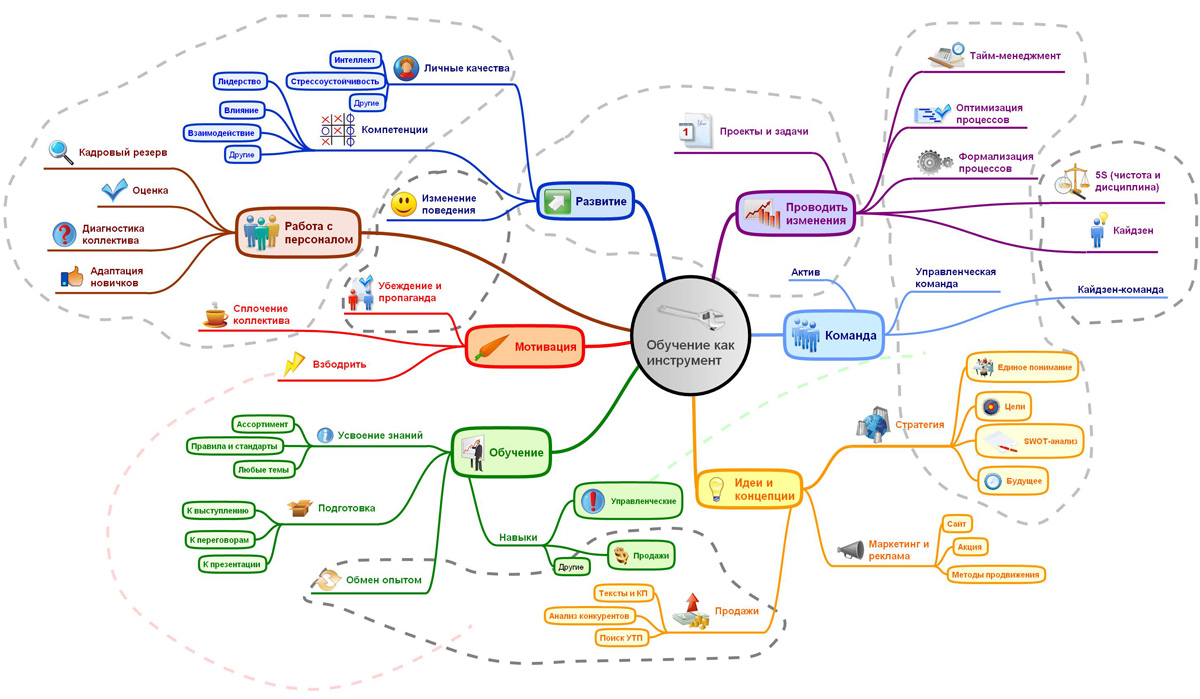 Обучение как
инструмент
Развитие
Личные качества
Интеллект
Стрессоустойчивость
Другие
Компетенции
Лидерство
Влияние
Взаимодействие
Другие
Изменение
поведения
Работа с
персоналом
Кадровый резерв
Оценка
Диагностика
коллектива
Адаптация
новичков
Мотивация
Убеждение и
пропаганда
Сплочение
коллектива
Взбодрить
Обучение
Усвоение знаний
Ассортимент
Правила и стандарты
Любые темы
Подготовка
К выступлению
К переговорам
К презентации
Обмен опытом
Навыки
Управленческие
Продажи
Другие
Проводить
изменения
Проекты и задачи
1
Тайм-менеджмент
Оптимизация
процессов
Формализация
процессов
5S (чистота и
дисциплина)
Кайдзен
Команда
Актив
Управленческая
команда
Кайдзен-команда
Идеи и
концепции
Стратегия
Единое понимание
Цели
SWOT-анализ
Будущее
Маркетинг и
реклама
Сайт
Акция
Методы продвижения
Продажи
Тексты и КП
Анализ конкурентов
Поиск УТП